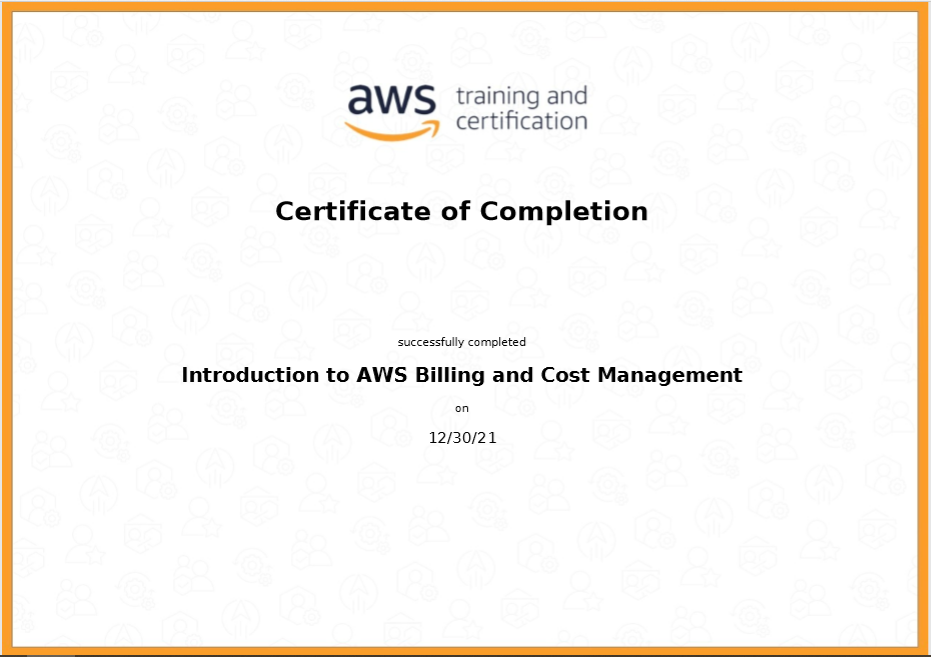 aws training and
certification
Certificate of Completion
successfully completed
Introduction to AWS Billing and Cost Management
on
12/30/21